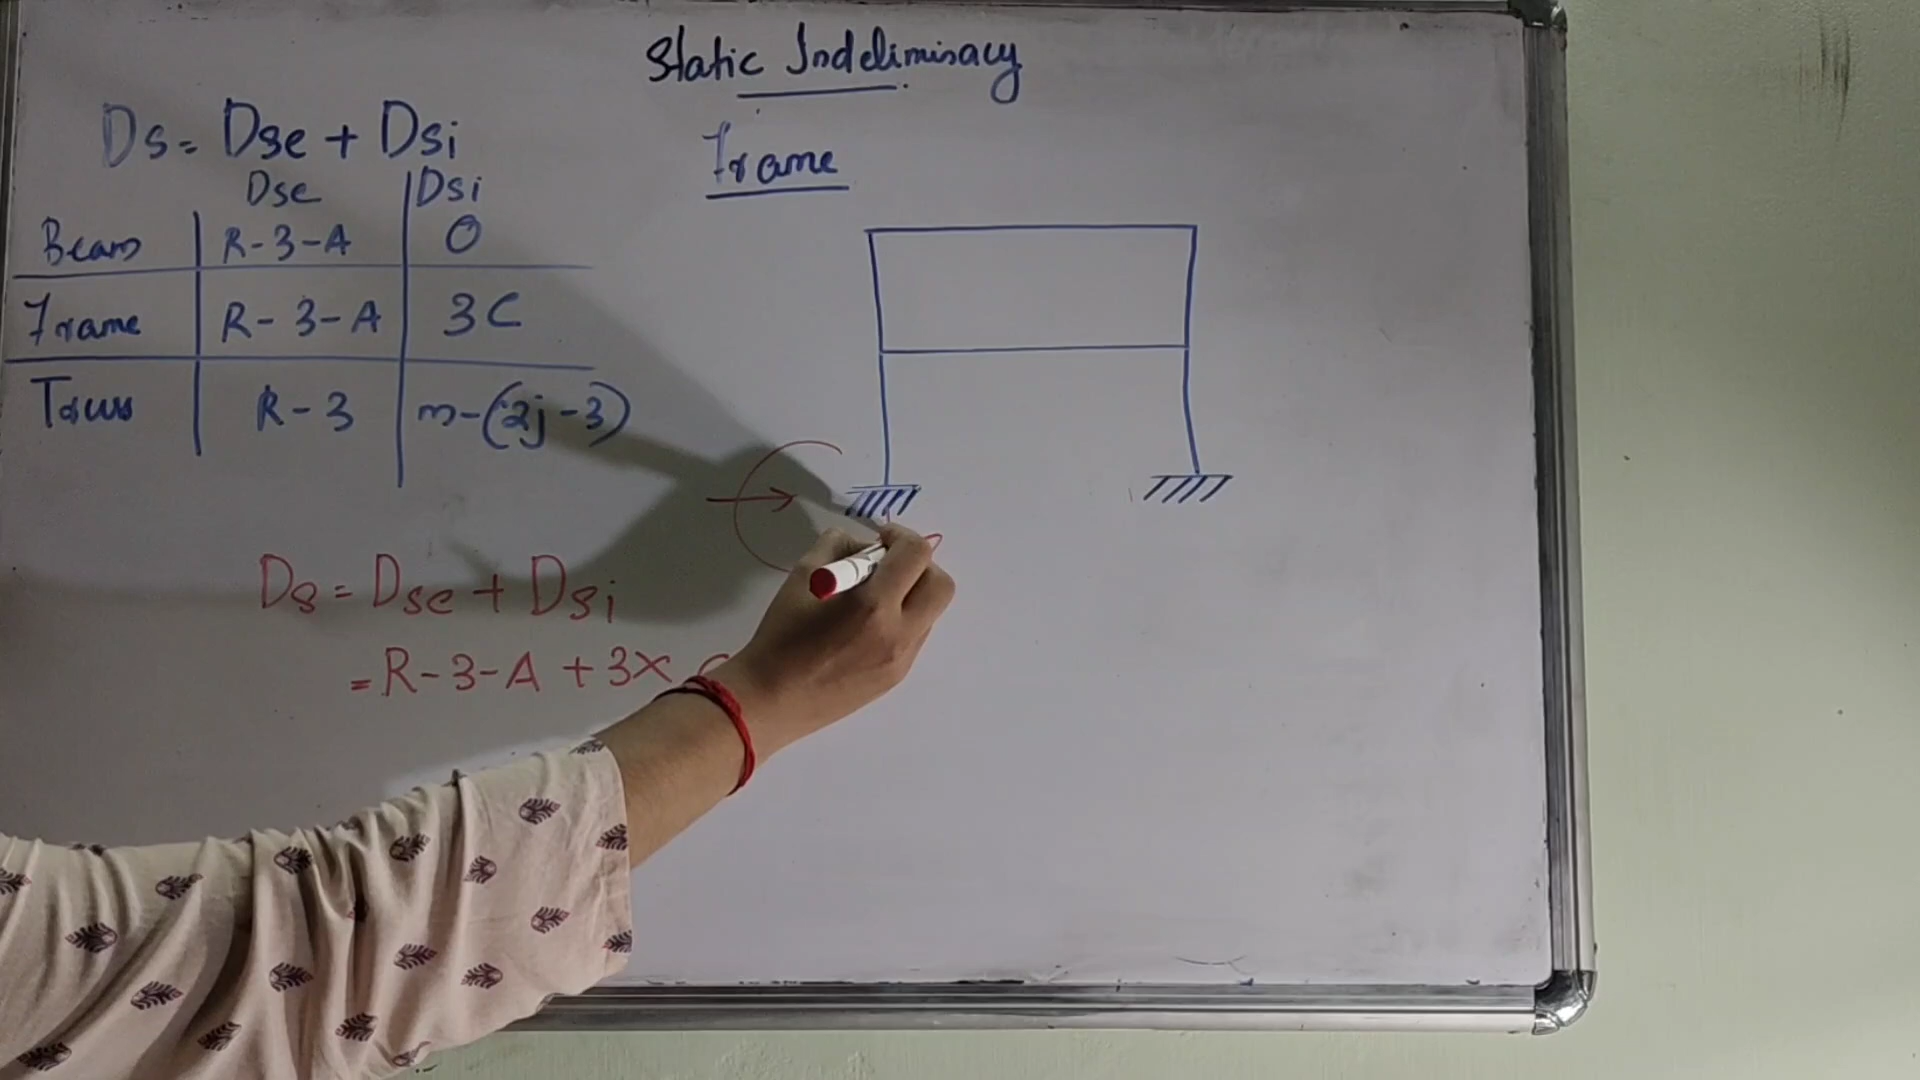 Static Indeliminacy
Ds = Dse + Dsi
Frame
Dse Dsi
Beam R-3-A 0
Frame R-3-A 3C
Truss R-3 m-(2j-3)
Ds = Dse + Dsi
= R-3-A + 3x